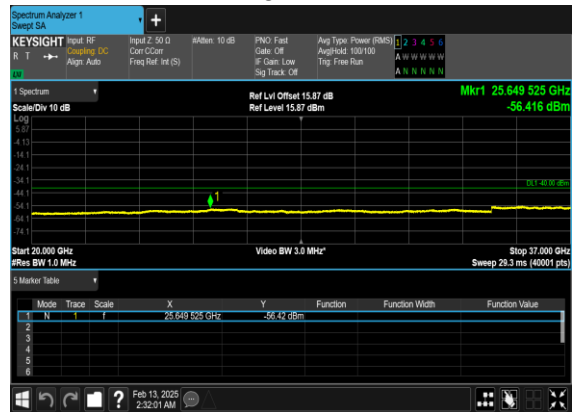 Spectrum Analyzer 1
Swept SA
+
KEYSIGHT Input: RF Input Z: 50 Ω #Atten: 10 dB PNO: Fast Avg Type: Power (RMS) 1 2 3 4 5 6
R T Coupling: DC Corr CCorr Gate: Off Avg|Hold: 100/100 A W W W W W
Align: Auto Freq Ref: Int (S) IF Gain: Low Trig: Free Run
Sig Track: Off A N N N N N
LW
1 Spectrum Ref Lvl Offset 15.87 dB Mkr1 25.649 525 GHz
Scale/Div 10 dB Ref Level 15.87 dBm -56.416 dBm
Log
5.87
-4.13
-14.1
-24.1
-34.1
DL1 -40.00 dBm
-44.1
1
-54.1
-64.1
-74.1
Start 20.000 GHz Video BW 3.0 MHz* Stop 37.000 GHz
#Res BW 1.0 MHz Sweep 29.3 ms (40001 pts)
5 Marker Table
Mode Trace Scale X Y Function Function Width Function Value
1 N 1 f 25.649 525 GHz -56.42 dBm
2
3
4
5
6
? Feb 13, 2025
2:32:01 AM